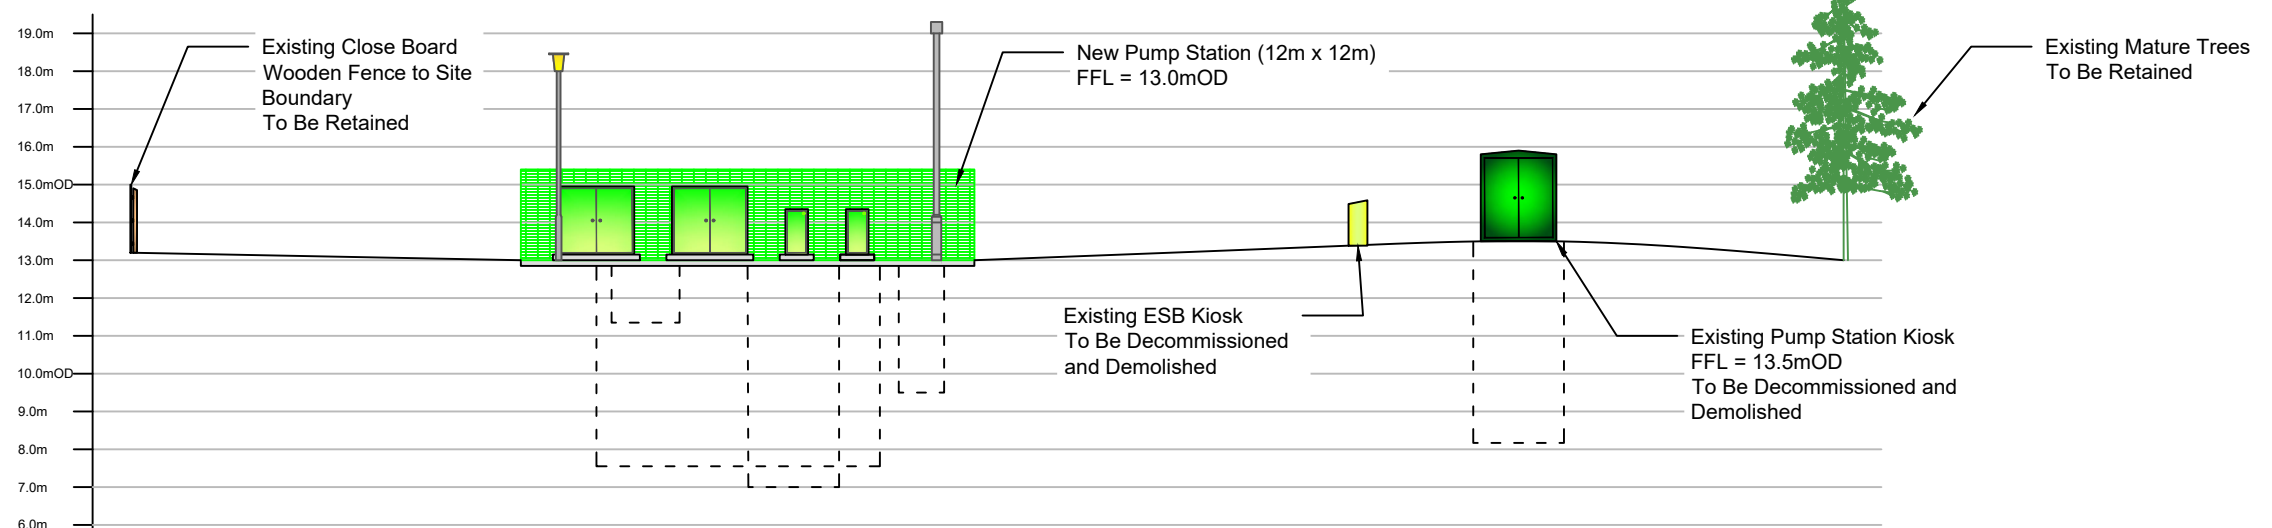 19.0m
18.0m
17.0m
16.0m
15.0mOD
14.0m
13.0m
12.0m
11.0m
10.0mOD
9.0m
8.0m
7.0m
6.0m
Existing Close Board
Wooden Fence to Site
Boundary
To Be Retained
New Pump Station (12m x 12m)
FFL = 13.0mOD
Existing Mature Trees
To Be Retained
Existing ESB Kiosk
To Be Decommissioned
and Demolished
Existing Pump Station Kiosk
FFL = 13.5mOD
To Be Decommissioned and
Demolished